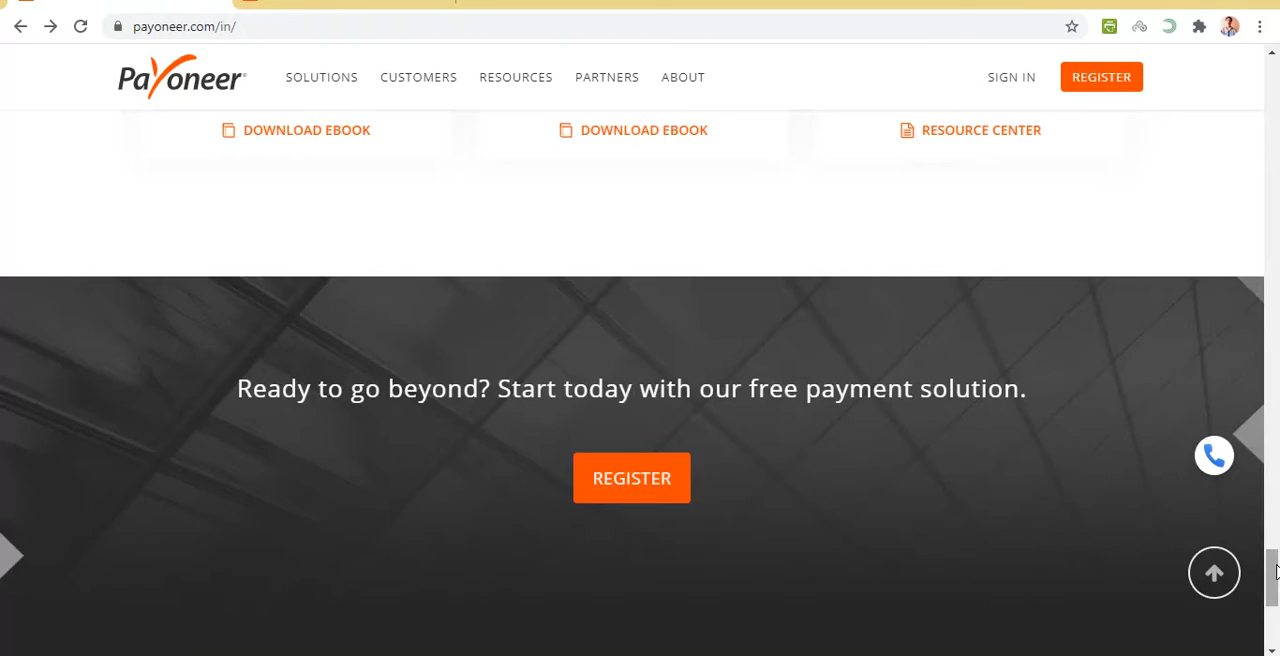 payoneer.com/in/
Payoneer
SOLUTIONS CUSTOMERS RESOURCES PARTNERS ABOUT SIGN IN REGISTER
DOWNLOAD EBOOK DOWNLOAD EBOOK RESOURCE CENTER
Ready to go beyond? Start today with our free payment solution.
REGISTER